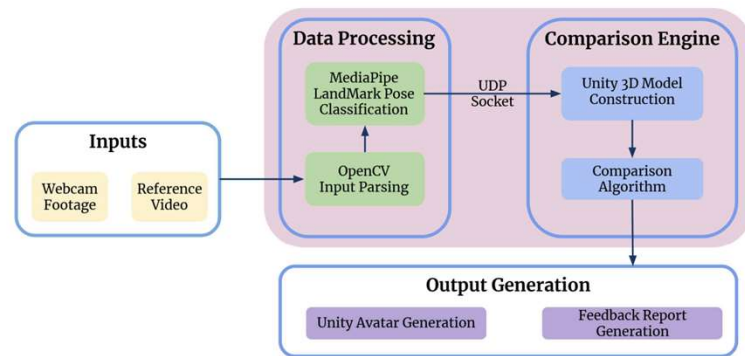 Data Processing
MediaPipe
LandMark Pose
Classification
OpenCV
Input Parsing
UDP
Socket
Comparison Engine
Unity 3D Model
Construction
Comparison
Algorithm
Inputs
Webcam
Footage
Reference
Video
Output Generation
Unity Avatar Generation
Feedback Report
Generation